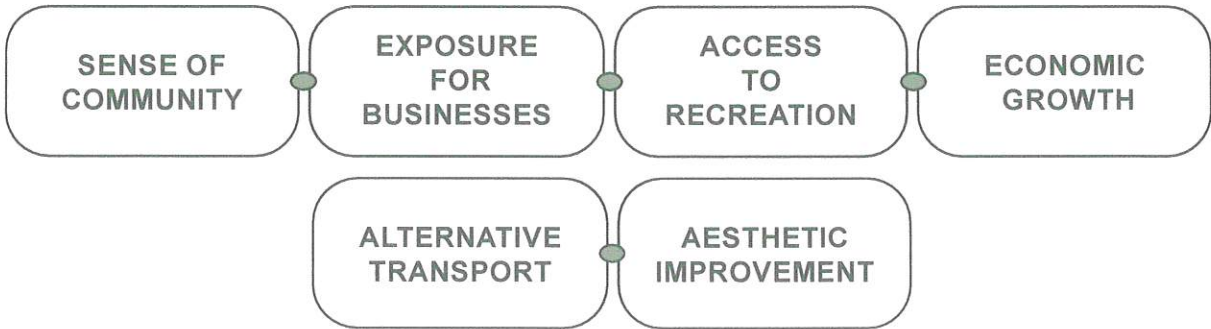 SENSE OF
COMMUNITY
EXPOSURE
FOR
BUSINESSES
ACCESS
TO
RECREATION
ECONOMIC
GROWTH
ALTERNATIVE
TRANSPORT
AESTHETIC
IMPROVEMENT